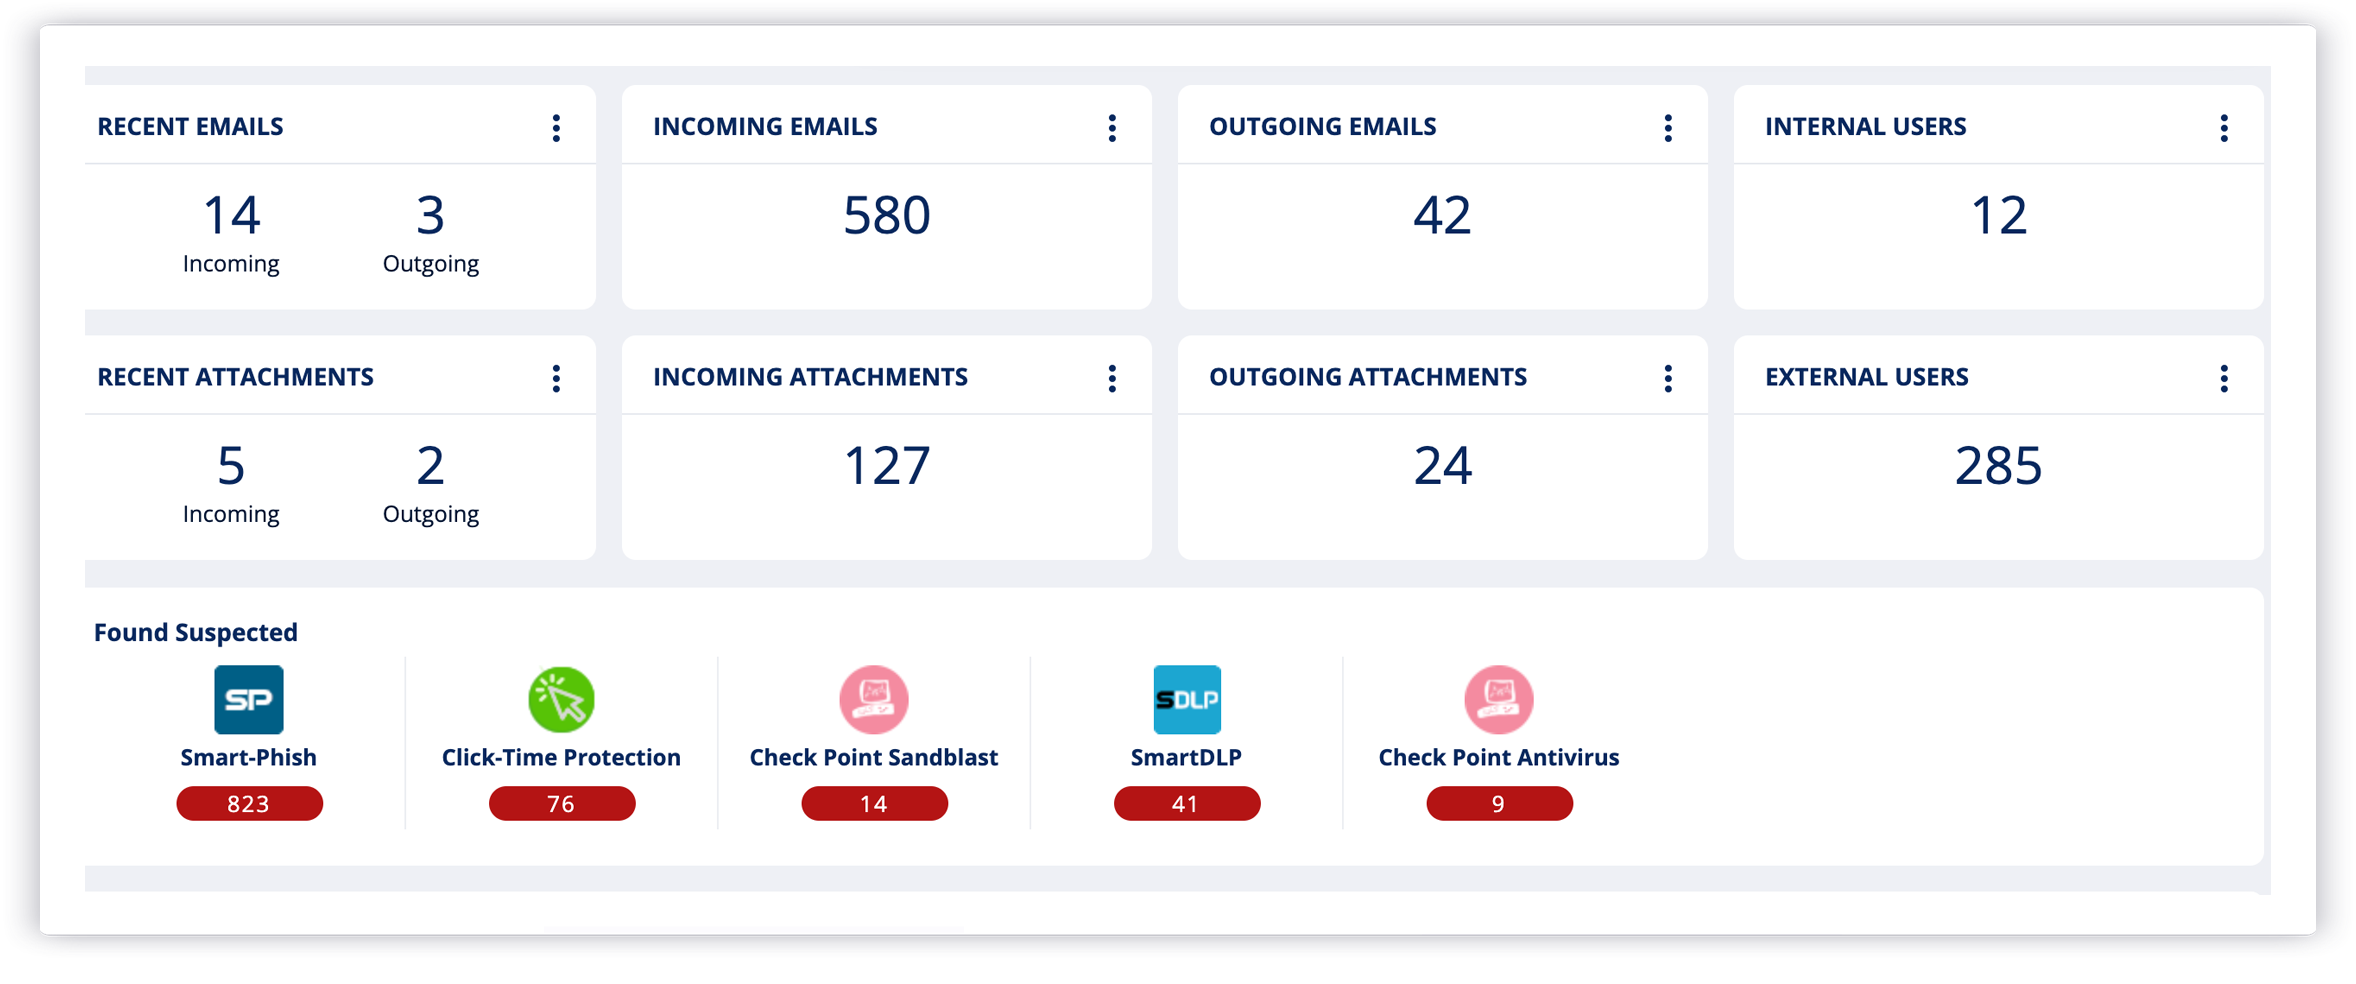 RECENT EMAILS
14 3
Incoming Outgoing
INCOMING EMAILS
580
OUTGOING EMAILS
42
INTERNAL USERS
12
RECENT ATTACHMENTS
5 2
Incoming Outgoing
INCOMING ATTACHMENTS
127
OUTGOING ATTACHMENTS
24
EXTERNAL USERS
285
Found Suspected
SP
Smart-Phish
823
Click-Time Protection
76
Check Point Sandblast
14
SDLP
SmartDLP
41
Check Point Antivirus
9